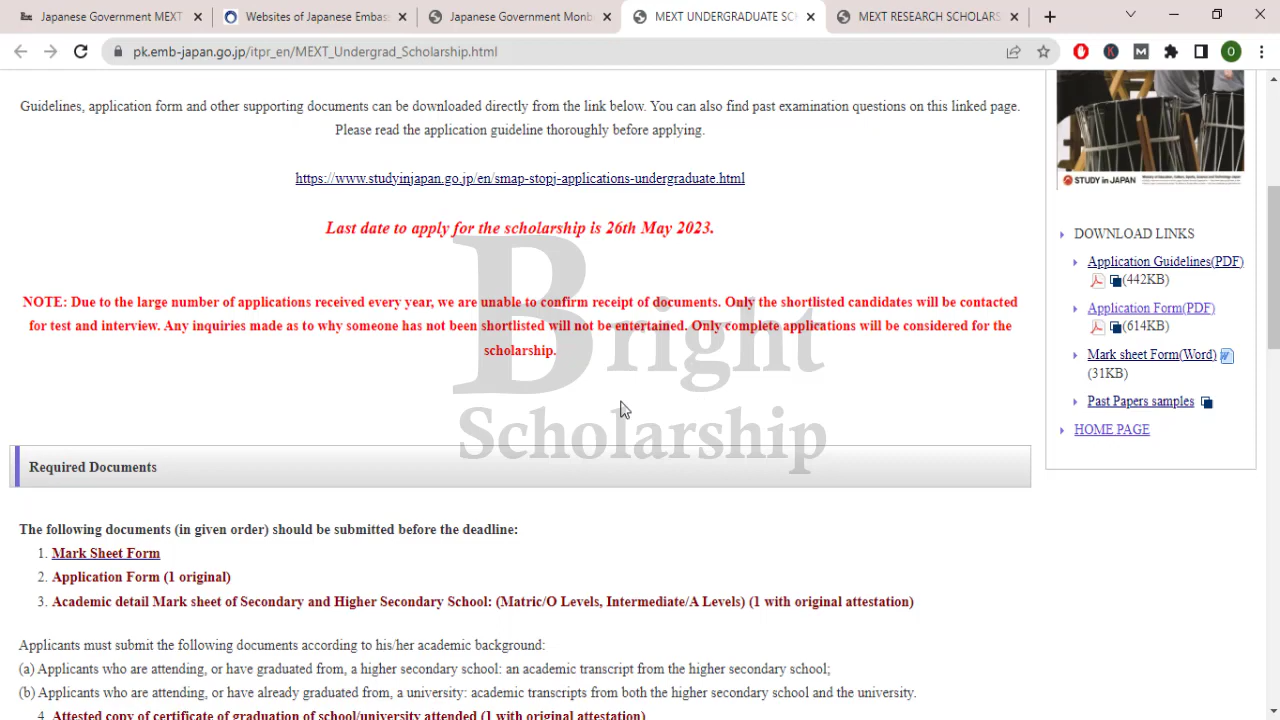 Japanese Government MEXT
Websites of Japanese Embas
Japanese Government Monb
MEXT UNDERGRADUATE SC
MEXT RESEARCH SCHOLARS
pk.emb-japan.go.jp/itpr_en/MEXT_Undergrad_Scholarship.html
Guidelines, application form and other supporting documents can be downloaded directly from the link below. You can also find past examination questions on this linked page.
Please read the application guideline thoroughly before applying.
https://www.studyinjapan.go.jp/en/smap-stopj-applications-undergraduate.html
Last date to apply for the scholarship is 26th May 2023.
NOTE: Due to the large number of applications received every year, we are unable to confirm receipt of documents. Only the shortlisted candidates will be contacted
for test and interview. Any inquiries made as to why someone has not been shortlisted will not be entertained. Only complete applications will be considered for the
scholarship.
Bright
Scholarship
Required Documents
The following documents (in given order) should be submitted before the deadline:
1. Mark Sheet Form
2. Application Form (1 original)
3. Academic detail Mark sheet of Secondary and Higher Secondary School: (Matric/O Levels, Intermediate/A Levels) (1 with original attestation)
Applicants must submit the following documents according to his/her academic background:
(a) Applicants who are attending, or have graduated from, a higher secondary school: an academic transcript from the higher secondary school;
(b) Applicants who are attending, or have already graduated from, a university: academic transcripts from both the higher secondary school and the university.
4. Attested copy of certificate of graduation of school/university attended (1 with original attestation)
STUDY in JAPAN
DOWNLOAD LINKS
Application Guidelines(PDF)
(442KB)
Application Form(PDF)
(614KB)
Mark sheet Form(Word)
(31KB)
Past Papers samples
HOME PAGE